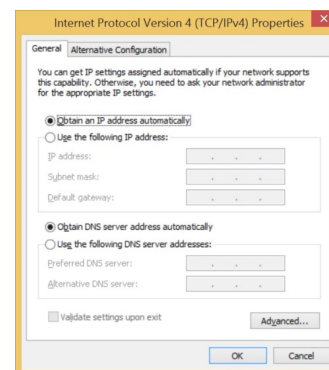 Internet Protocol Version 4 (TCP/IPv4) Properties
General Alternative Configuration
You can get IP settings assigned automatically if your network supports
this capability. Otherwise, you need to ask your network administrator
for the appropriate IP settings.
Obtain an IP address automatically
Use the following IP address:
IP address:
Subnet mask:
Default gateway:
Obtain DNS server address automatically
Use the following DNS server addresses:
Preferred DNS server:
Alternative DNS server:
Validate settings upon exit
Advanced...
OK Cancel